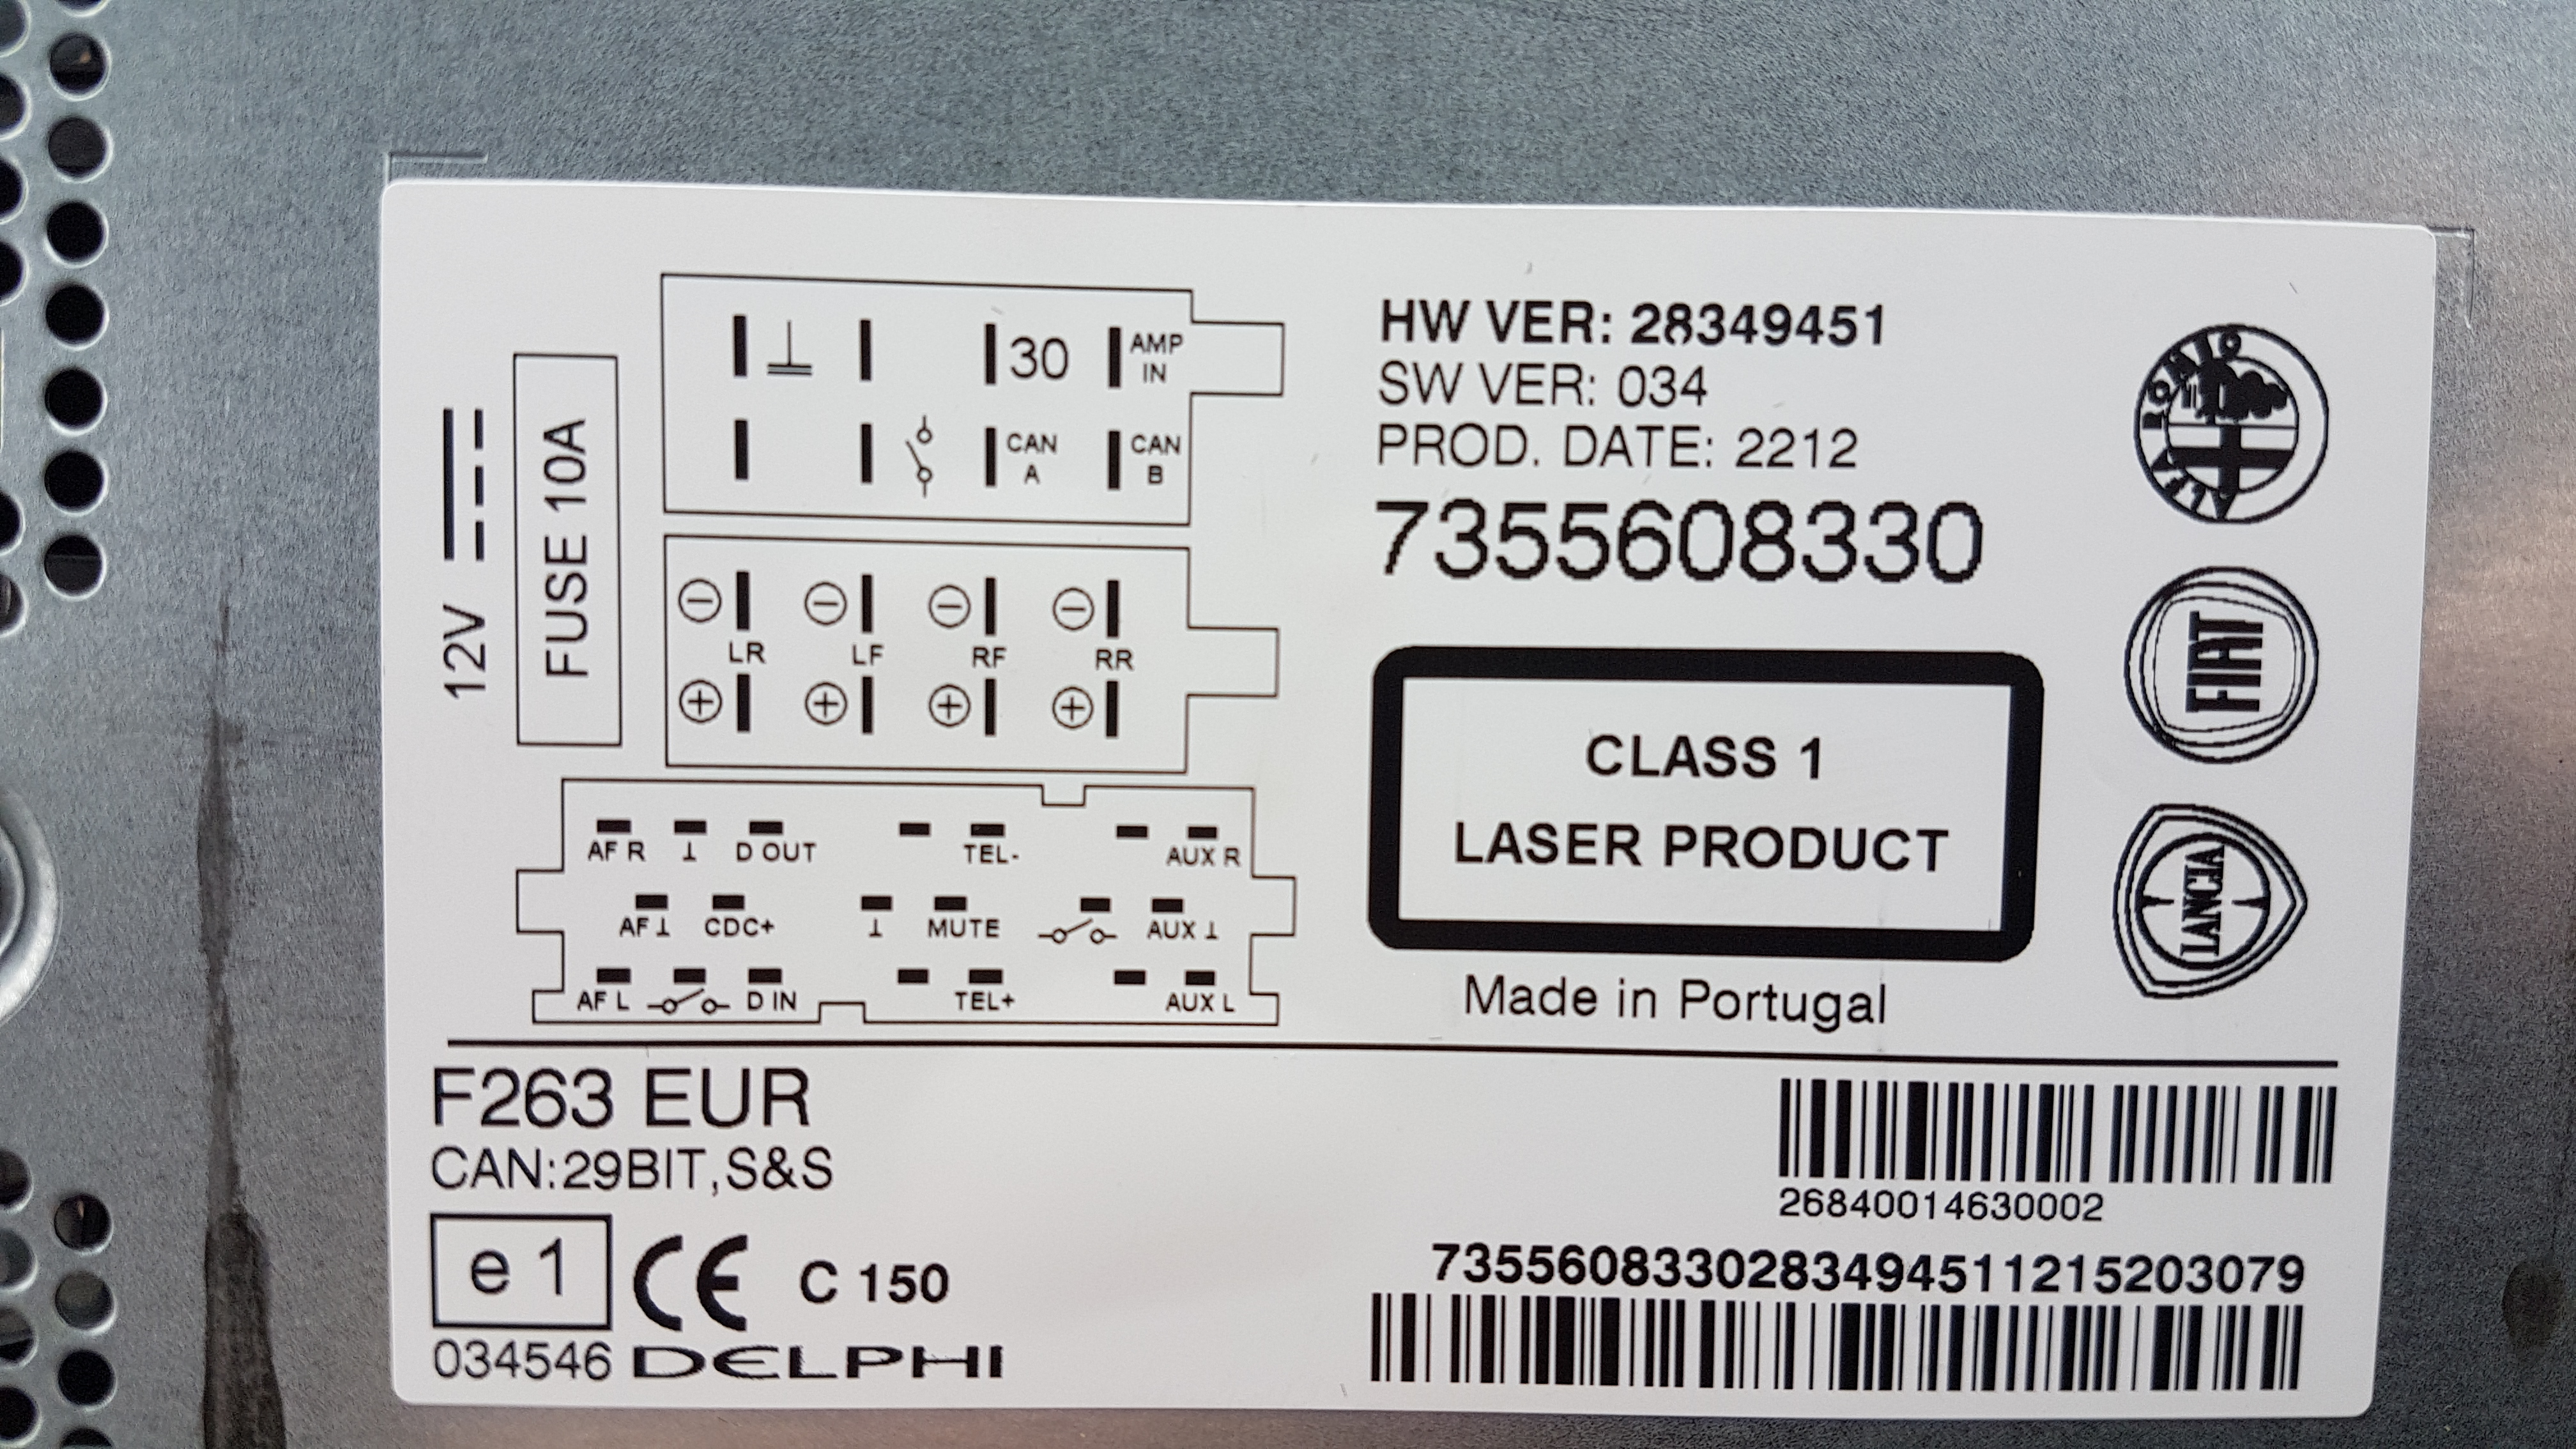 12V
FUSE 10A
30
AMP
IN
CAN
A
CAN
B
LR LF RF RR
AF R D OUT TEL- AUX R
AF CDC+ MUTE AUX
AF L D IN TEL+ AUX L
HW VER: 28349451
SW VER: 034
PROD. DATE: 2212
7355608330
CLASS 1
LASER PRODUCT
Made in Portugal
ALFA ROMEO
FIAT
LANCIA
F263 EUR
CAN:29BIT,S&S
e 1
CE C 150
034546 DELPHI
26840014630002
7355608330283494511215203079